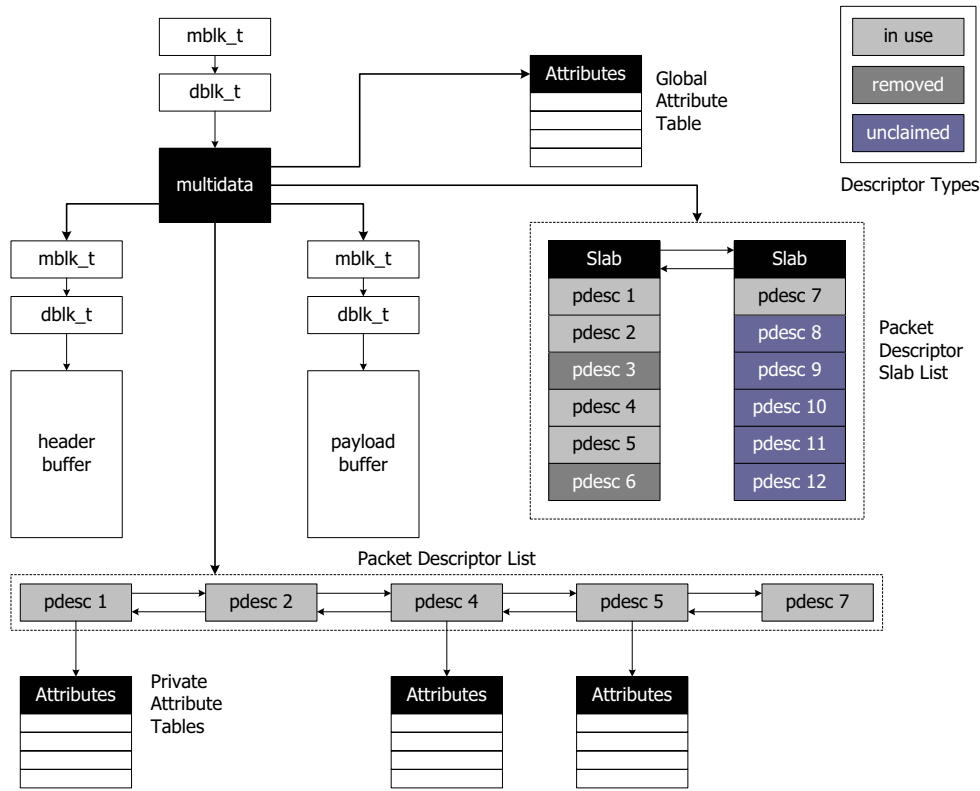 mblk_t
dblk_t
multidata
Attributes
Global
Attribute
Table
in use
removed
unclaimed
Descriptor Types
mblk_t
dblk_t
header
buffer
mblk_t
dblk_t
payload
buffer
Slab
pdesc 1
pdesc 2
pdesc 3
pdesc 4
pdesc 5
pdesc 6
Slab
pdesc 7
pdesc 8
pdesc 9
pdesc 10
pdesc 11
pdesc 12
Packet
Descriptor
Slab List
Packet Descriptor List
pdesc 1
pdesc 2
pdesc 4
pdesc 5
pdesc 7
Attributes
Private
Attribute
Tables
Attributes
Attributes